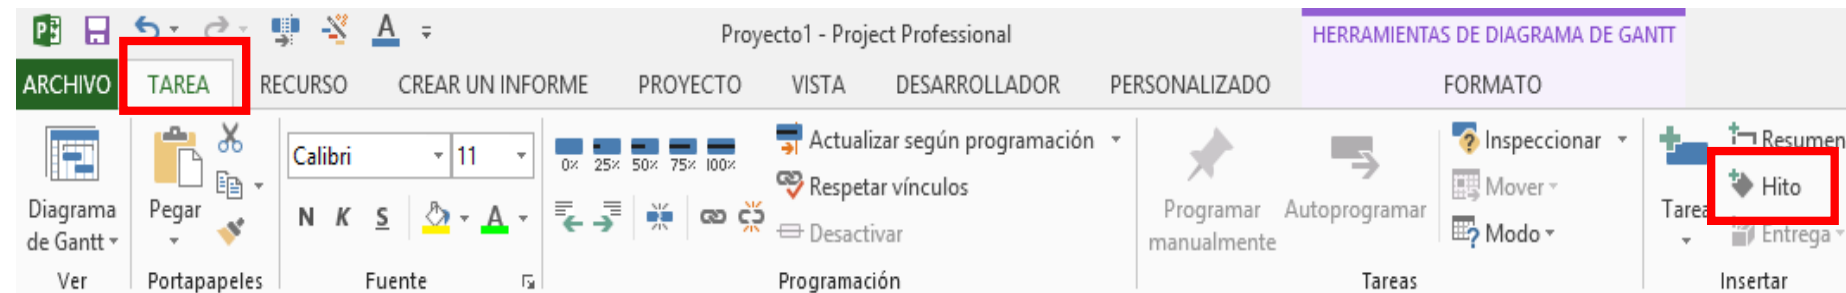 Proyecto1 - Project Professional
HERRAMIENTAS DE DIAGRAMA DE GANTT
ARCHIVO TAREA RECURSO CREAR UN INFORME PROYECTO VISTA DESARROLLADOR PERSONALIZADO FORMATO
Diagrama
de Gantt
Ver
Pegar
Portapapeles
Calibri 11
N K S A
Fuente
0% 25% 50% 75% 100%
Actualizar según programación
Respetar vínculos
Desactivar
Programación
Programar
manualmente
Autoprogramar
Inspeccionar
Mover
Modo
Tareas
Tarea
Resumen
Hito
Entrega
Insertar